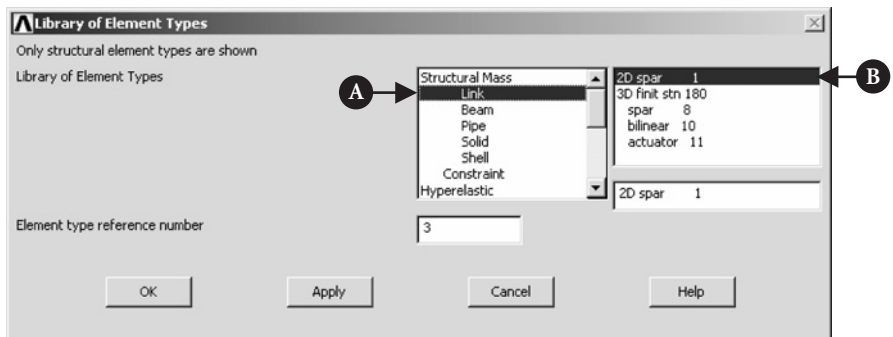 Library of Element Types
Only structural element types are shown
Library of Element Types
A
Structural Mass
Link
Beam
Pipe
Solid
Shell
Constraint
Hyperelastic
2D spar 1
3D finit stn 180
spar 8
bilinear 10
actuator 11
B
2D spar 1
Element type reference number
3
OK
Apply
Cancel
Help